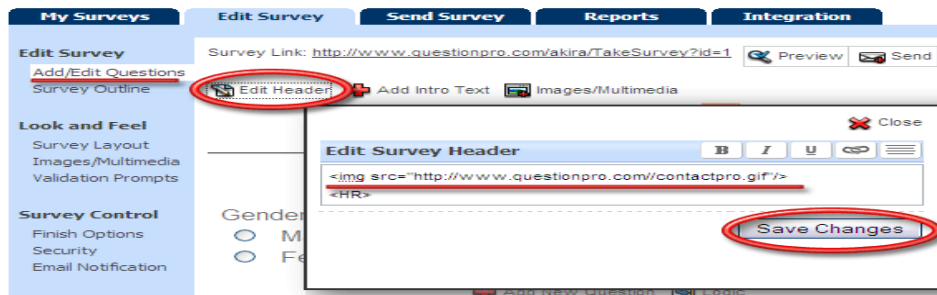 My Surveys Edit Survey Send Survey Reports Integration
Edit Survey
Add/Edit Questions
Survey Outline
Look and Feel
Survey Layout
Images/Multimedia
Validation Prompts
Survey Control
Finish Options
Security
Email Notification
Survey Link: http://www.questionpro.com/akira/TakeSurvey?id=1 Preview Send
Edit Header Add Intro Text Images/Multimedia
Close
Edit Survey Header B I U
<img src="http://www.questionpro.com//contactpro.gif"/>
<HR>
Save Changes
Gender
M
Fe
Add New Question Logic